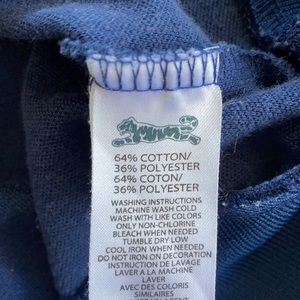 64% COTTON/
36% POLYESTER
64% COTON/
36% POLYESTER
WASHING INSTRUCTIONS
MACHINE WASH COLD
WASH WITH LIKE COLORS
ONLY NON-CHLORINE
BLEACH WHEN NEEDED
TUMBLE DRY LOW
COOL IRON WHEN NEEDED
DO NOT IRON ON DECORATION
INSTRUCTION DE LAVAGE
LAVER A LA MACHINE
LAVER
AVEC DES COLORIS
SIMILAIRES